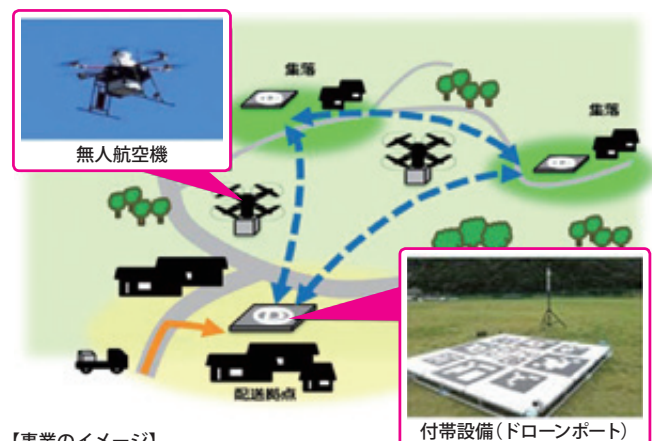 無人航空機
集落
集落
配送拠点
付帯設備（ドローンポート）
【事業のイメージ】